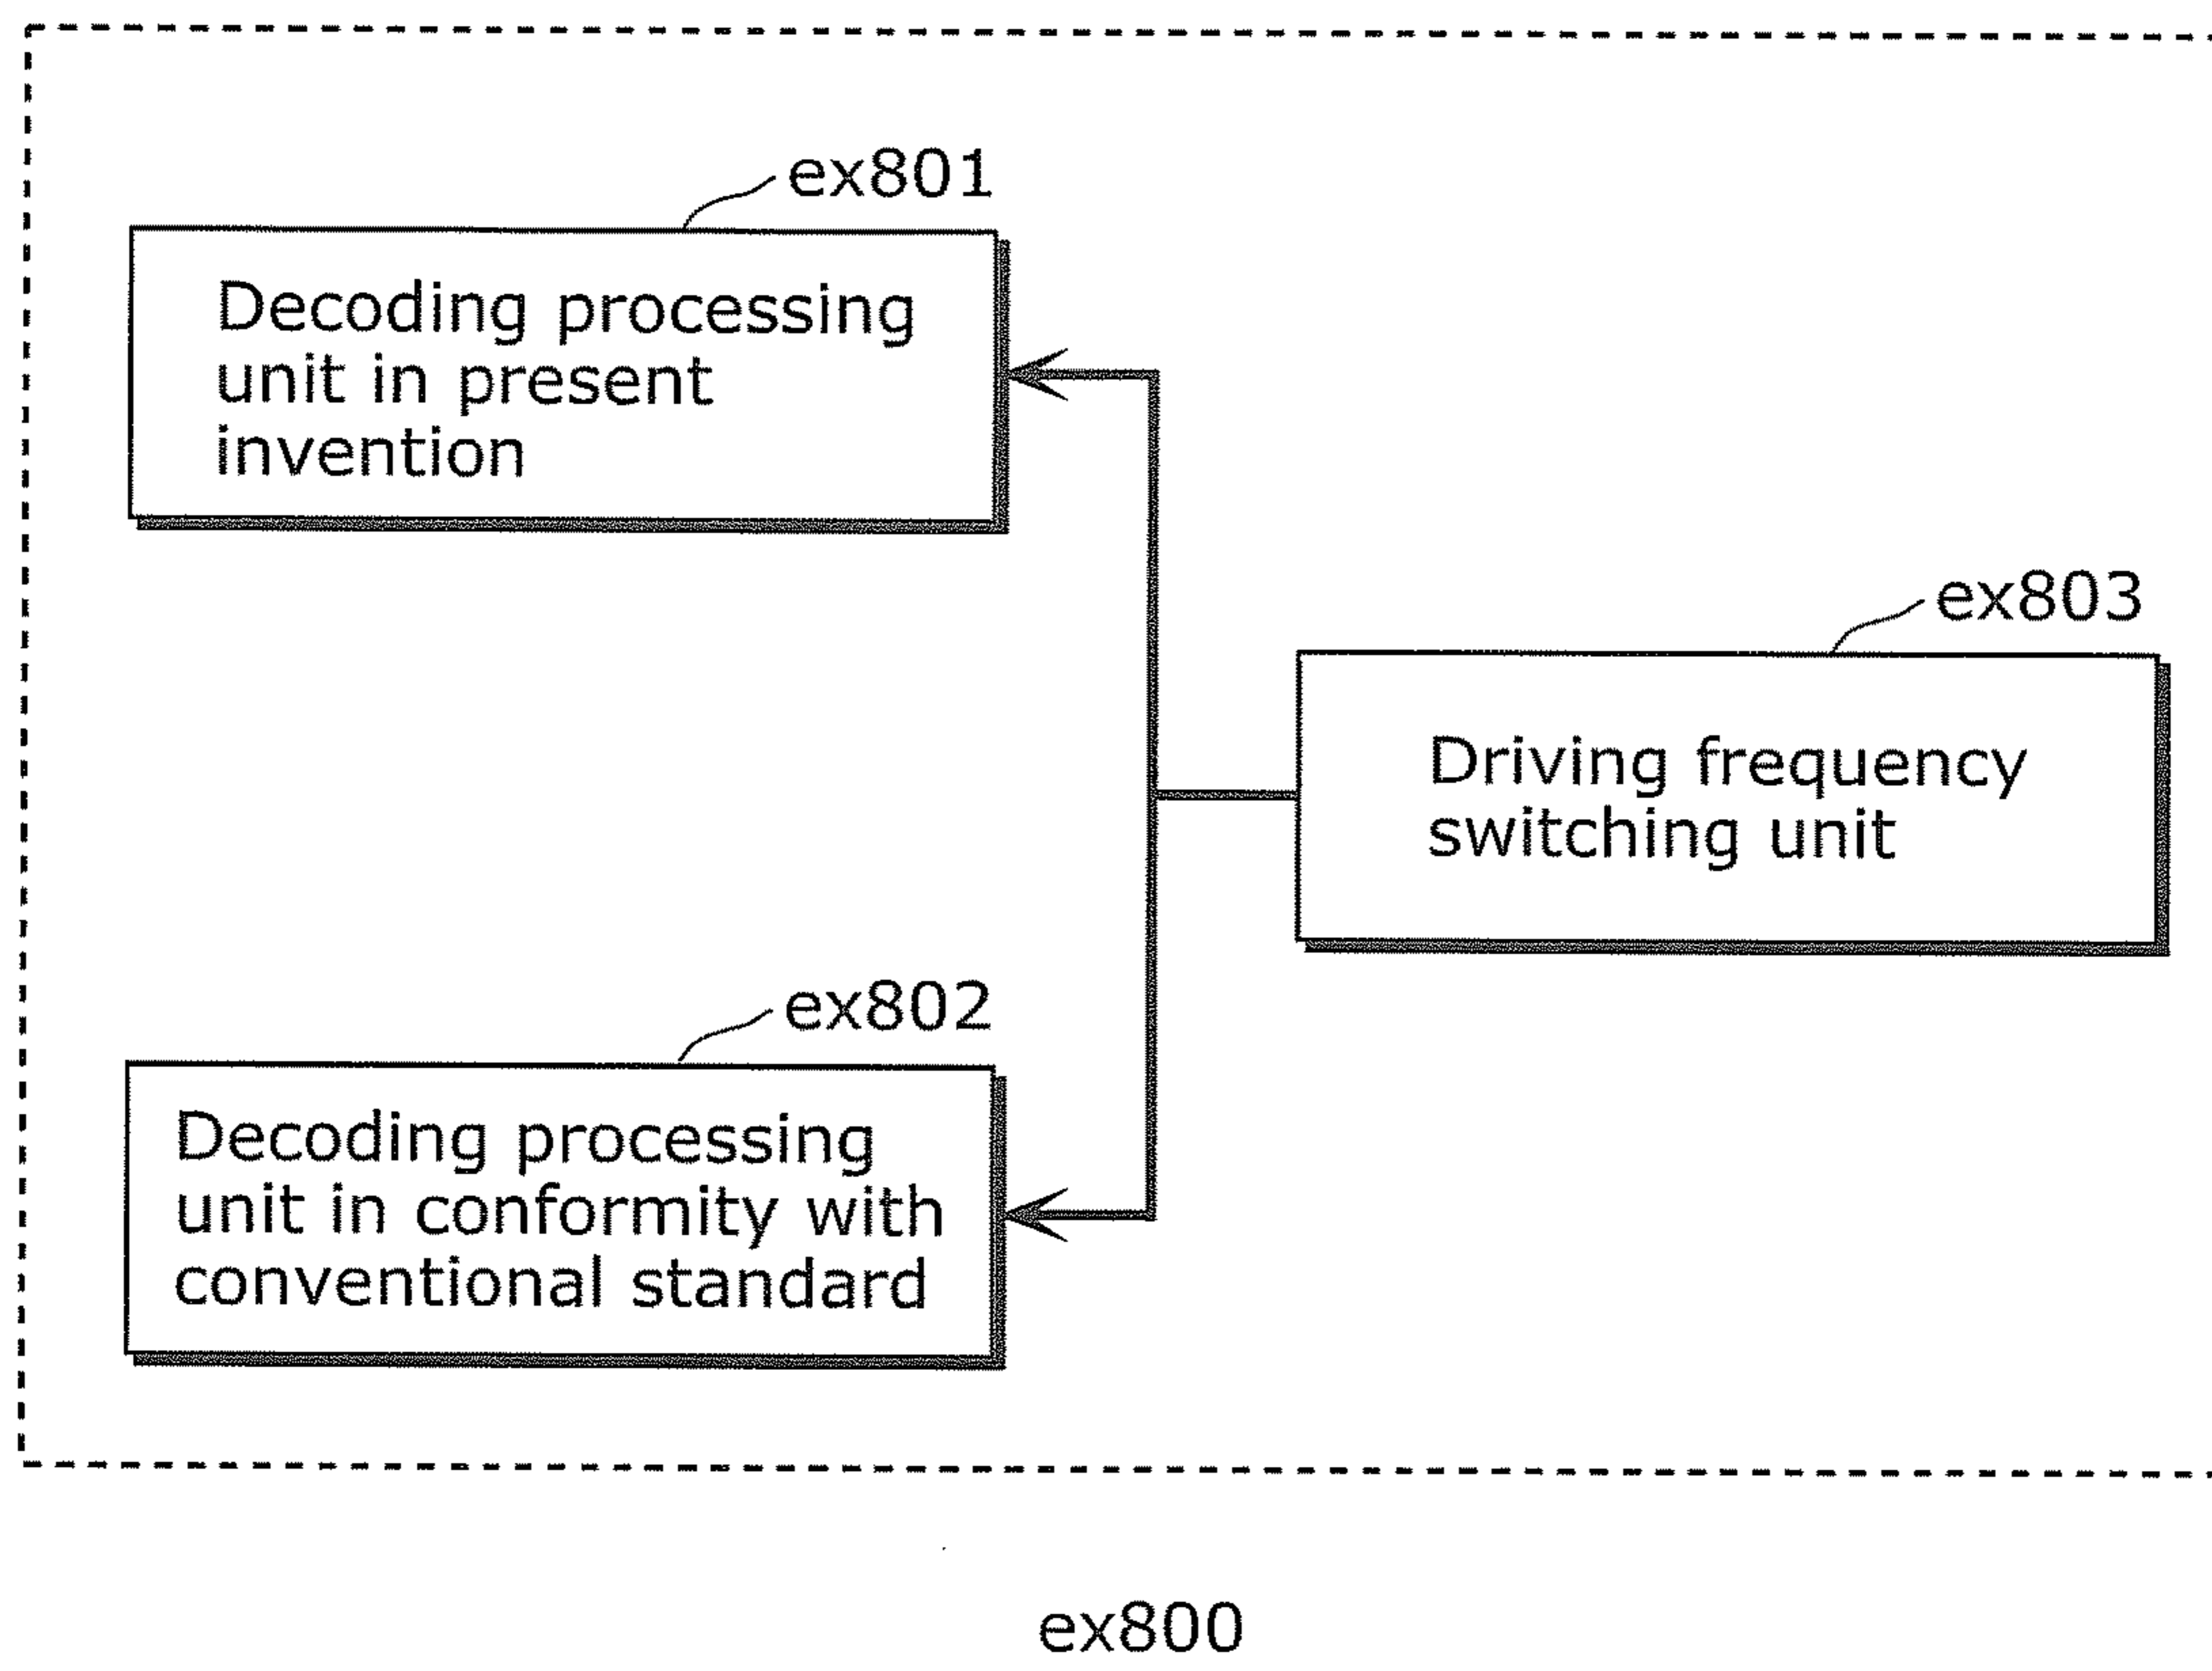 ex801
Decoding processing
unit in present
invention
ex803
Driving frequency
switching unit
ex802
Decoding processing
unit in conformity with
conventional standard
ex800